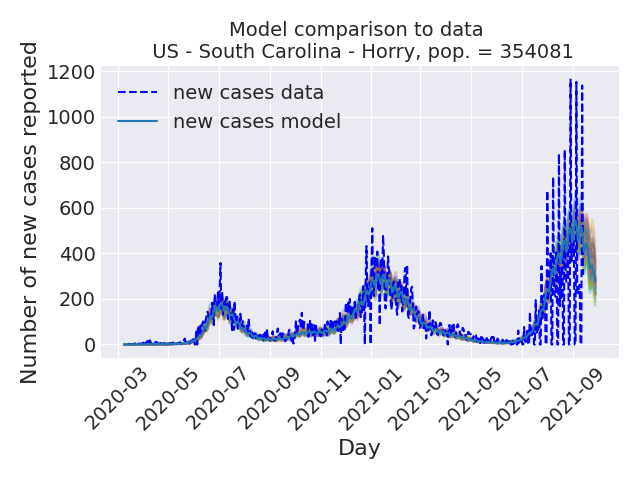 Model comparison to data
US - South Carolina - Horry, pop. = 354081
Number of new cases reported
1200
1000
800
600
400
200
0
new cases data
new cases model
2020-03
2020-05
2020-07
2020-09
2020-11
2021-01
2021-03
2021-05
2021-07
2021-09
Day